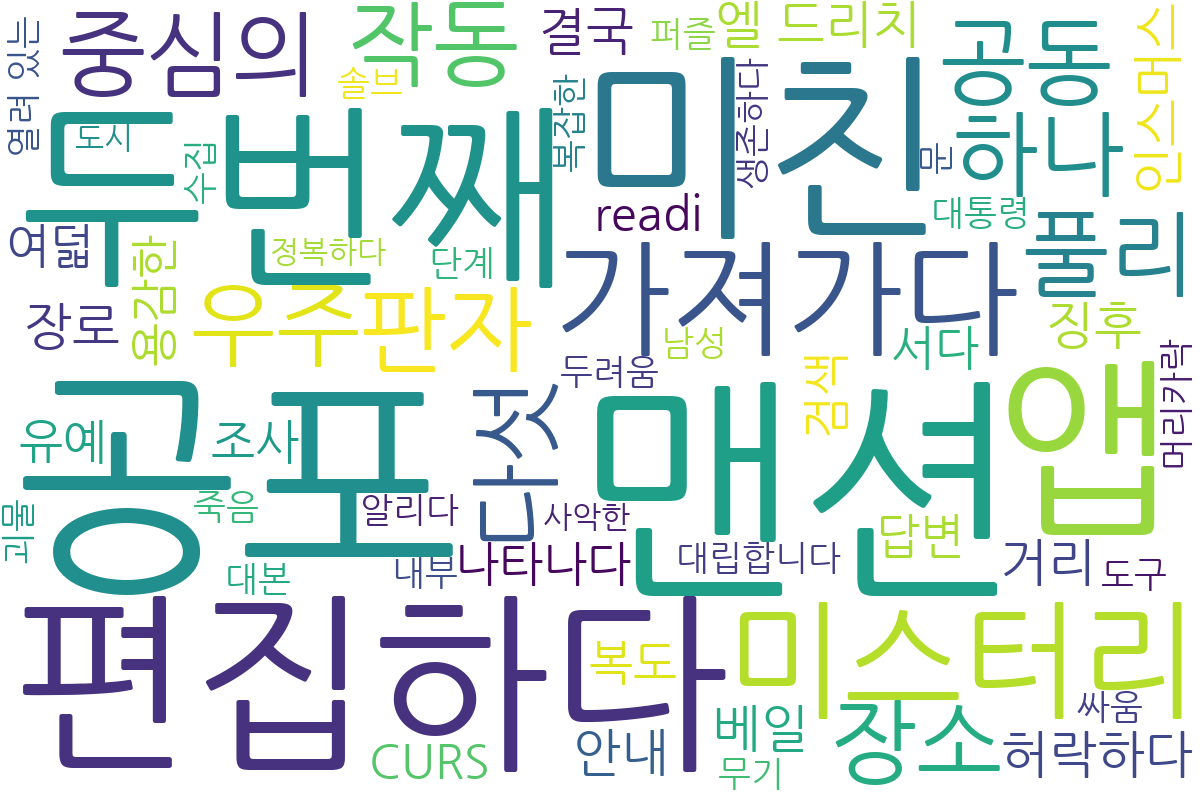 중심의
작동
결국
퍼즐
엘 드리치
공동
인스머스
열려 있는
도시
솔브
수집
두 번째
복잡한
미친
생존하다
문
하나
대통령
readi
여덟
용감한
정복하다
단계
가져가다
풀리
장로
우주
판자
남성
서다
징후
두려움
검색
메리카락
공포
맨션
앱
다섯
유예
조사
죽음
알리다
사악한
괴물
대본
내부
나타나다
대립합니다
답변
거리
도구
편집하다
복도
미스터리
CURS
안내
베일
무기
장소
싸움
허락하다